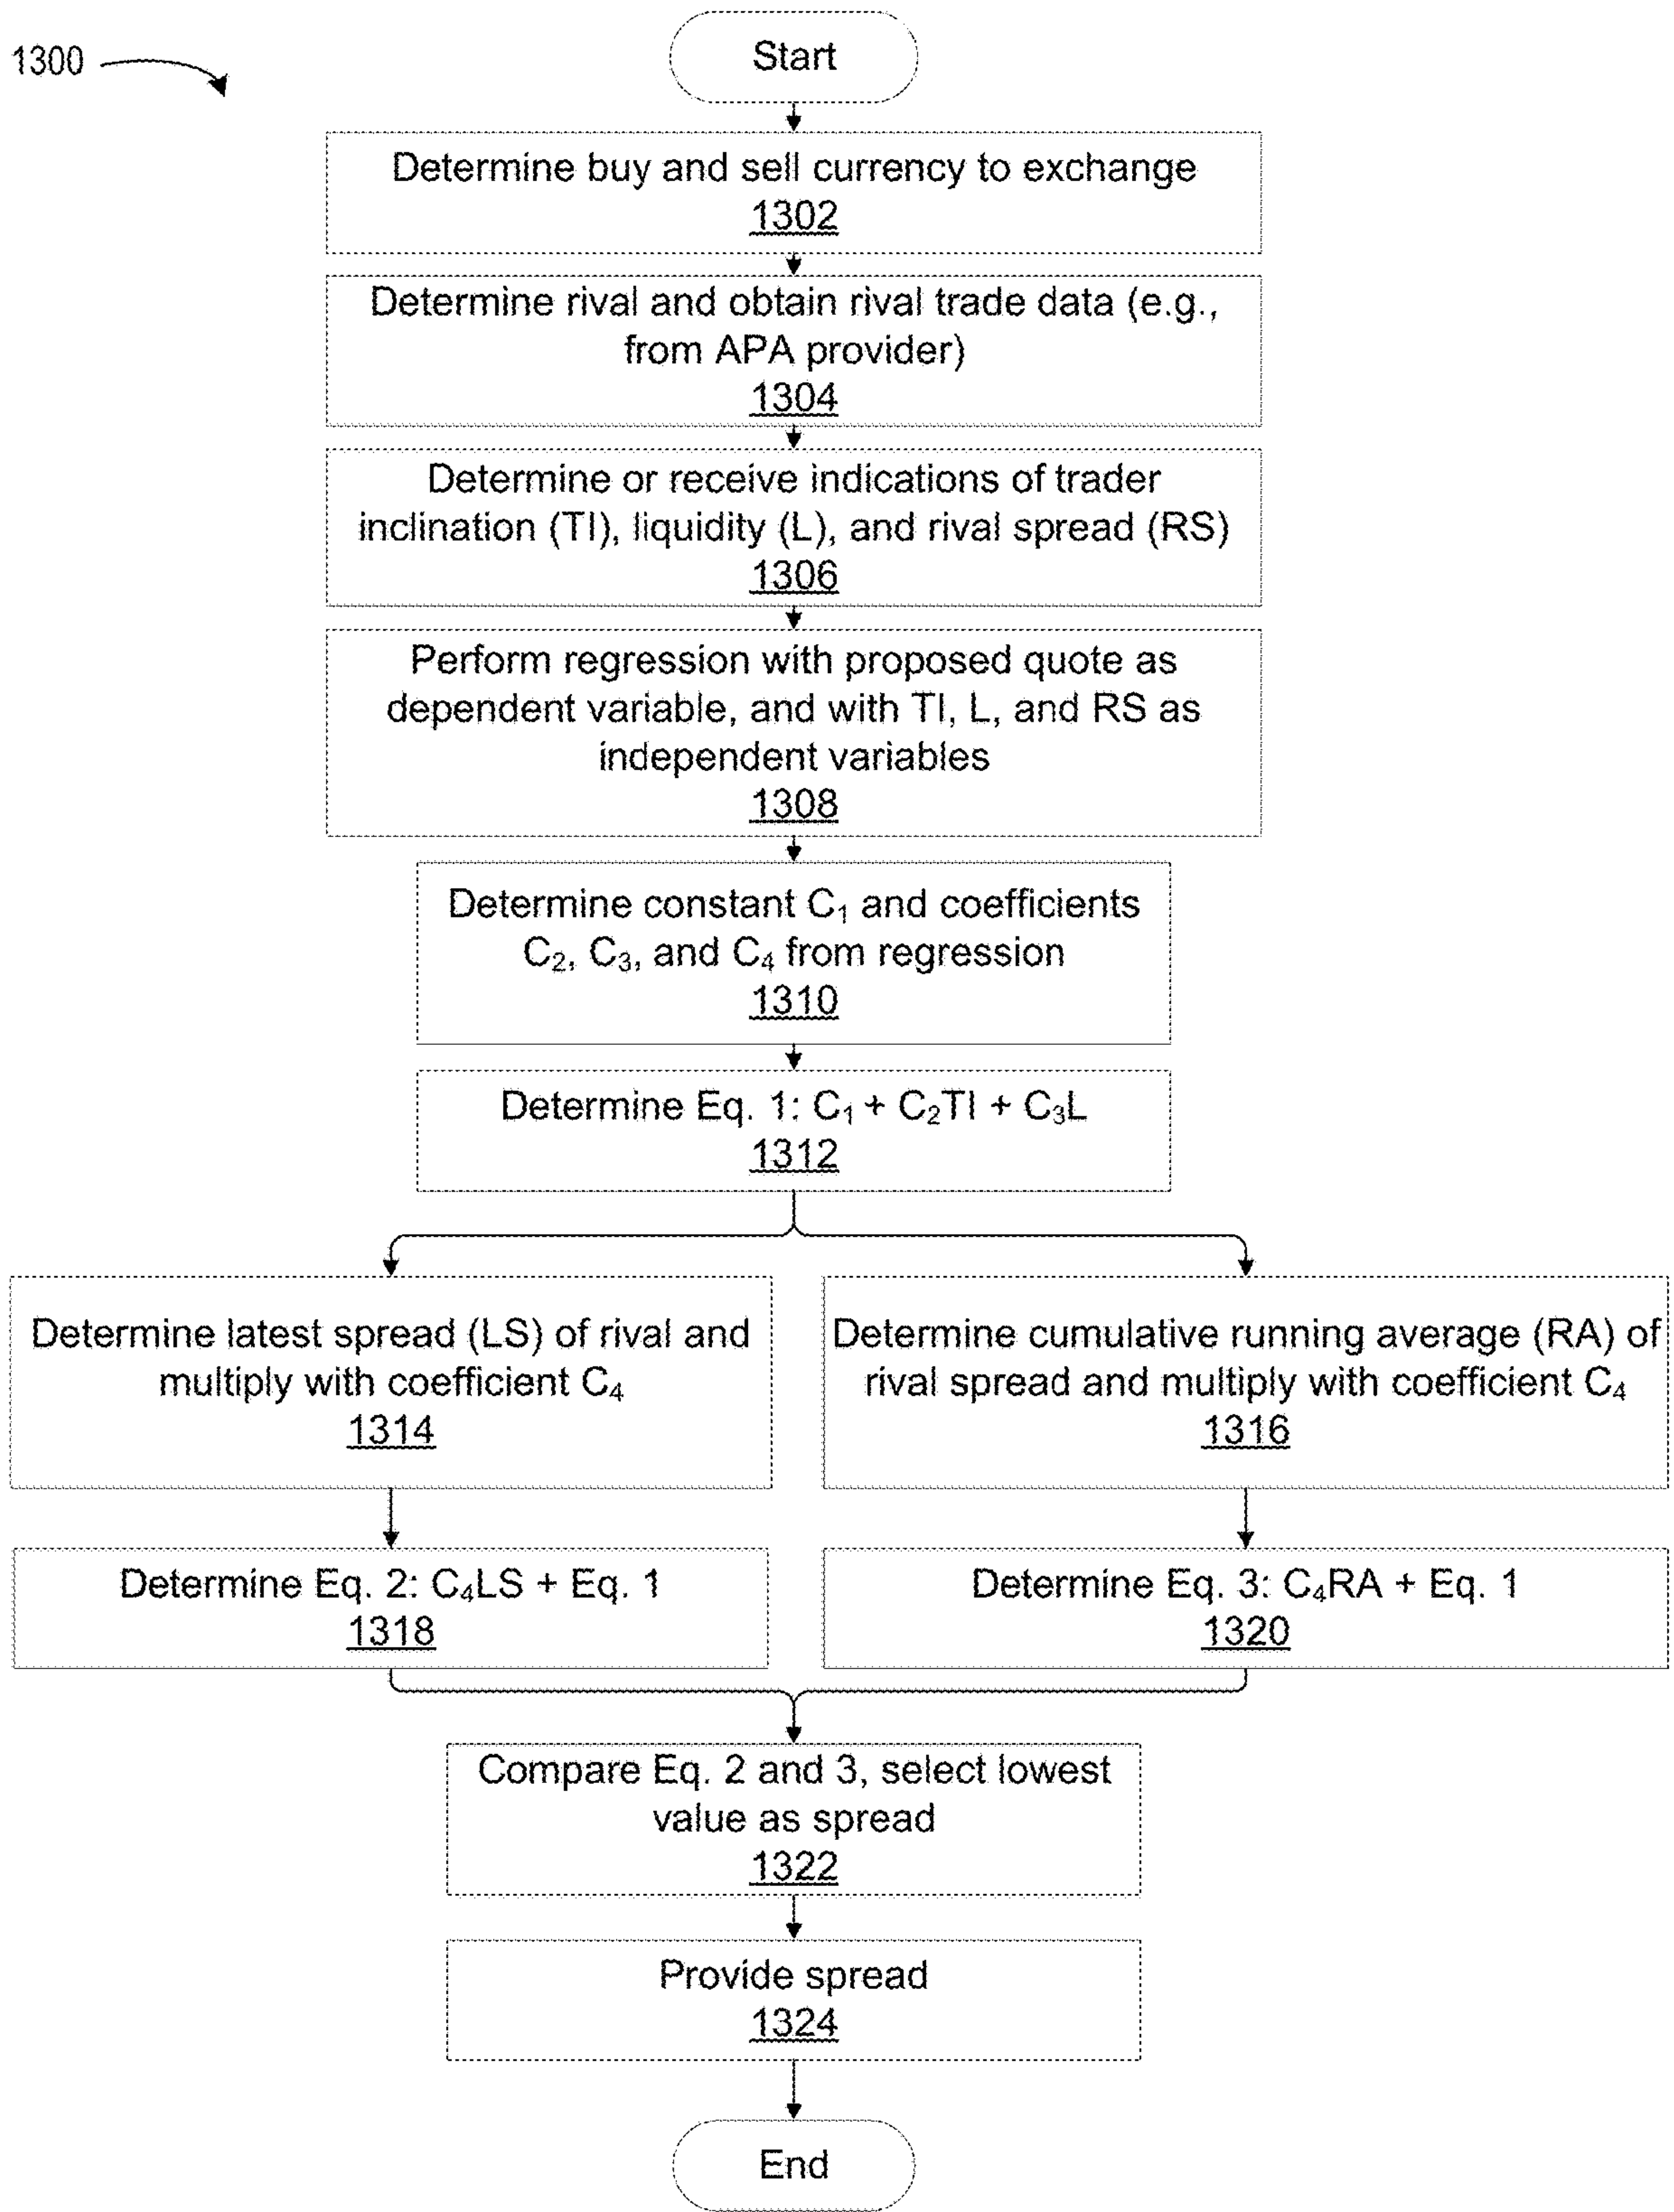 1300
Start
Determine buy and sell currency to exchange
1302
Determine rival and obtain rival trade data (e.g.,
from APA provider)
1304
Determine or receive indications of trader
inclination (TI), liquidity (L), and rival spread (RS)
1306
Perform regression with proposed quote as
dependent variable, and with TI, L, and RS as
independent variables
1308
Determine constant C₁ and coefficients
C₂, C₃, and C₄ from regression
1310
Determine Eq. 1: C₁ + C₂TI + C₃L
1312
Determine latest spread (LS) of rival and
multiply with coefficient C₄
1314
Determine cumulative running average (RA) of
rival spread and multiply with coefficient C₄
1316
Determine Eq. 2: C₄LS + Eq. 1
1318
Determine Eq. 3: C₄RA + Eq. 1
1320
Compare Eq. 2 and 3, select lowest
value as spread
1322
Provide spread
1324
End